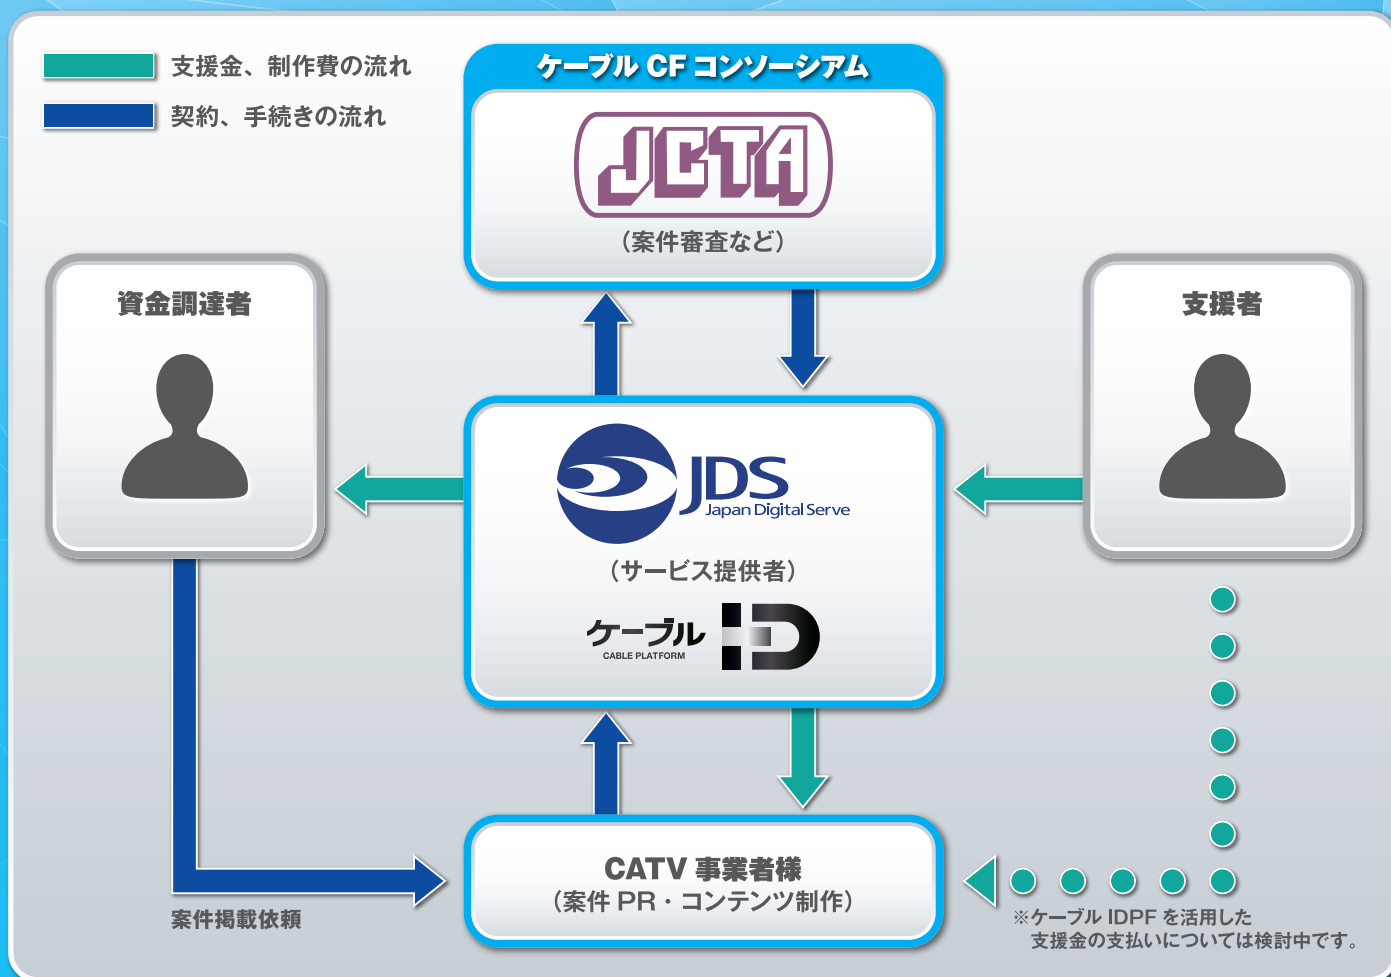 支援金、制作費の流れ
契約、手続きの流れ
ケーブル CF コンソーシアム
JCTA
（案件審査など）
資金調達者
支援者
JDS
Japan Digital Serve
（サービス提供者）
ケーブル ID
CABLE PLATFORM
CATV 事業者様
（案件 PR・コンテンツ制作）
案件掲載依頼
※ケーブル IDPF を活用した
支援金の支払いについては検討中です。